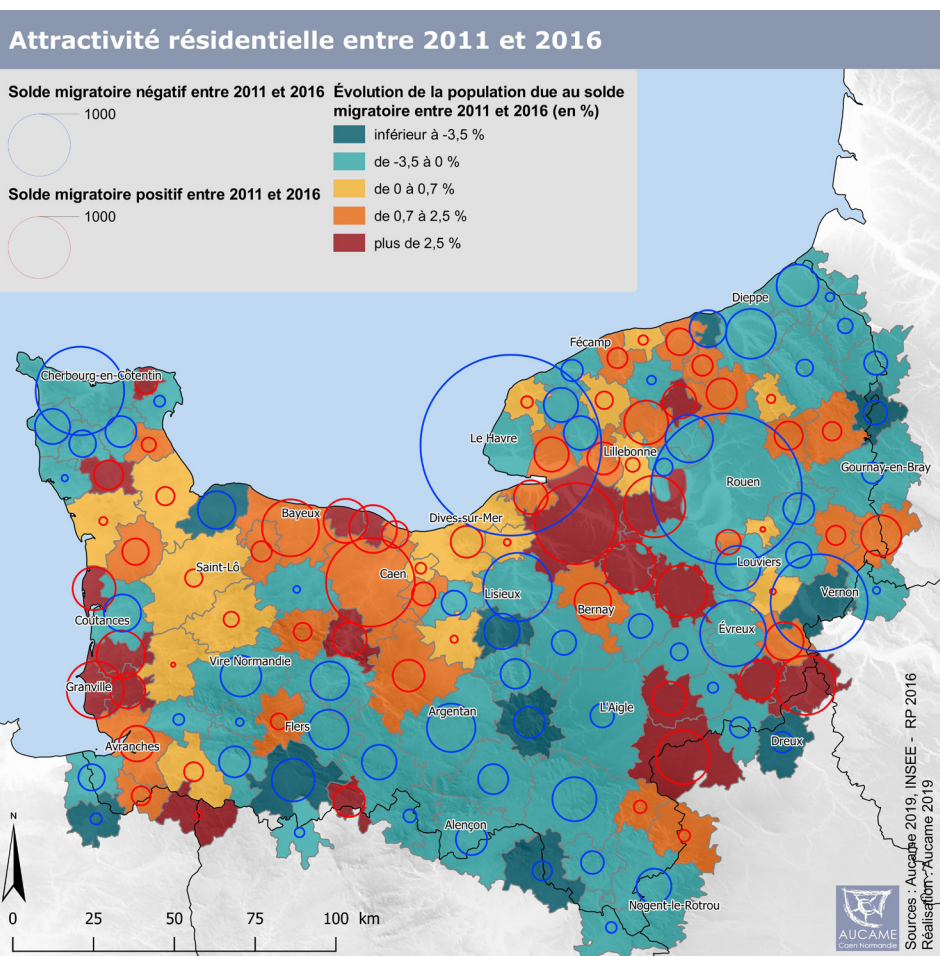 Attractivité résidentielle entre 2011 et 2016
Solde migratoire négatif entre 2011 et 2016
1000
Solde migratoire positif entre 2011 et 2016
1000
Évolution de la population due au solde
migratoire entre 2011 et 2016 (en %)
inférieur à -3,5 %
de -3,5 à 0 %
de 0 à 0,7 %
de 0,7 à 2,5 %
plus de 2,5 %
Dieppe
Fécamp
Cherbourg-en-Cotentin
Le Havre
Lillebonne
Gournay-en-Bray
Rouen
Bayeux
Dives-sur-Mer
Saint-Lô
Caen
Louviers
Lisieux
Vernon
Bernay
Coutances
Évreux
Vire Normandie
Granville
L'Aigle
Argentan
Flers
Avranches
Dreux
Alençon
Nogent-le-Rotrou
N
0 25 50 75 100 km
AUCAME
Caen Normandie
Sources : Aucame 2019, INSEE - RP 2016
Réalisation : Aucame 2019